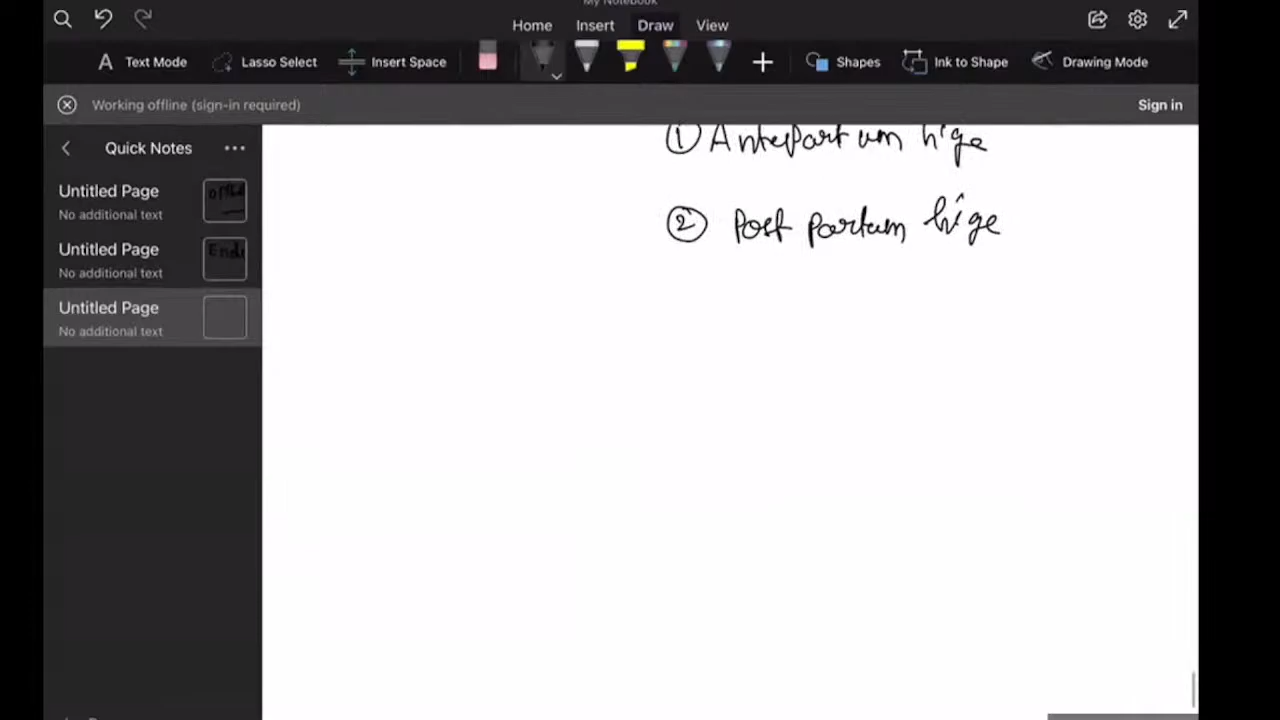 My Notebook
Home Insert Draw View
Text Mode Lasso Select Insert Space Shapes Ink to Shape Drawing Mode
Working offline (sign-in required) Sign in
Quick Notes
Untitled Page
No additional text
Untitled Page
No additional text
Untitled Page
No additional text
① Antepartum h'ge
② Post partum h'ge